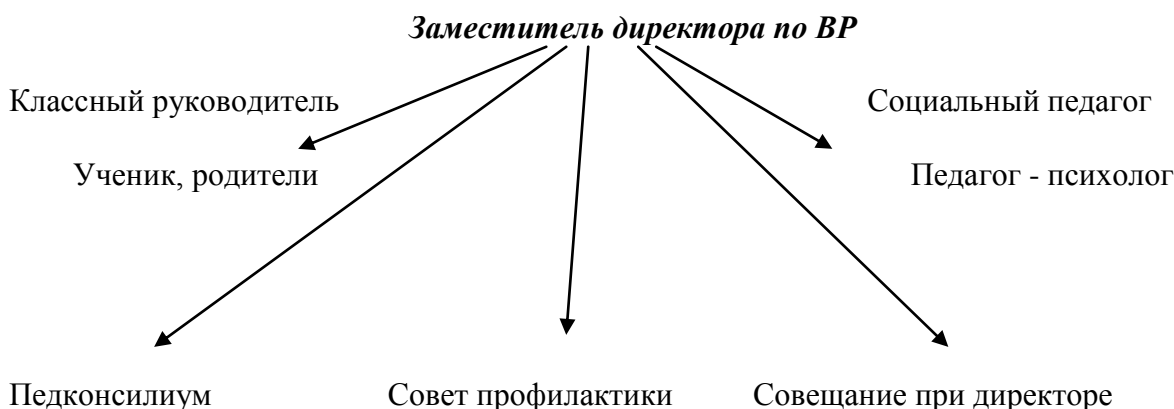 Заместитель директора по ВР
Классный руководитель
Социальный педагог
Ученик, родители
Педагог - психолог
Педконсилиум
Совет профилактики
Совещание при директоре